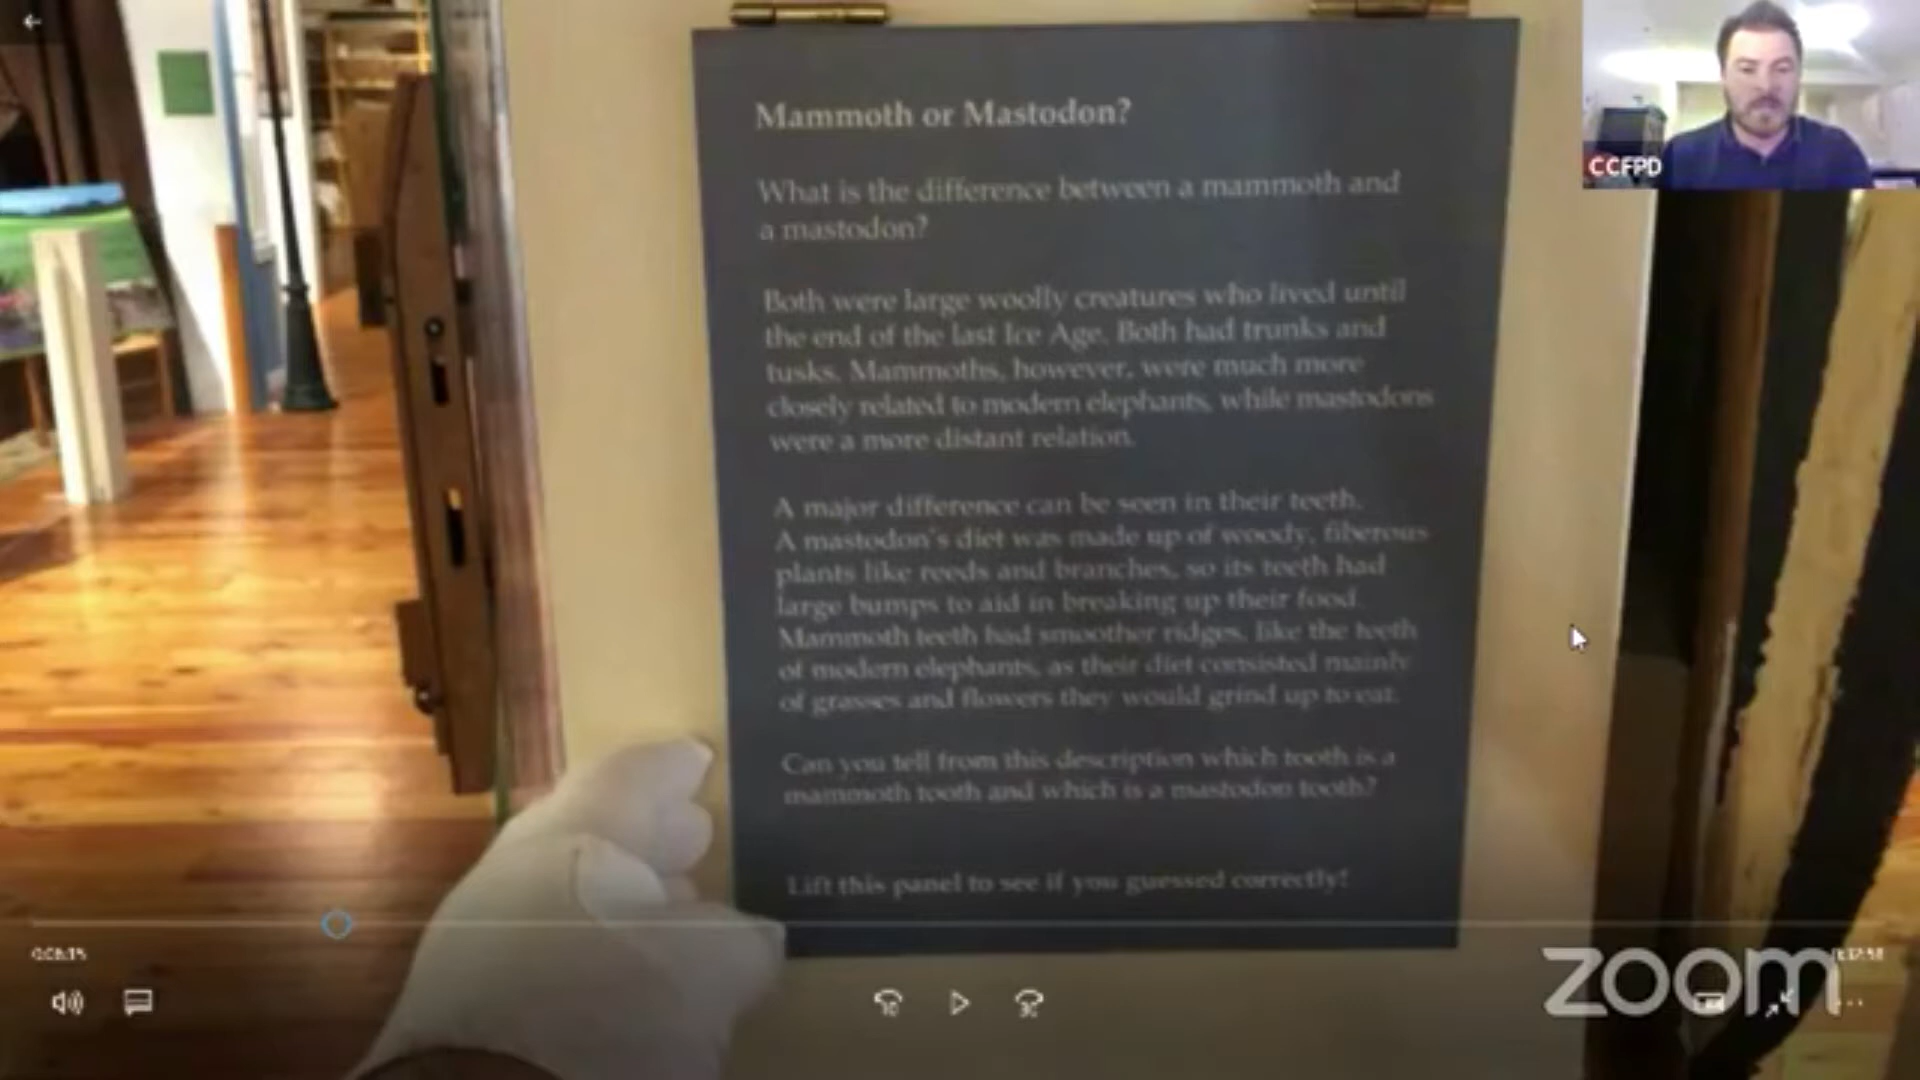 Mammoth or Mastodon?
What is the difference between a mammoth and
a mastodon?
Both were large woolly creatures who lived until
the end of the last Ice Age. Both had trunks and
tusks. Mammoths, however, were much more
closely related to modern elephants, while mastodons
were a more distant relation.
A major difference can be seen in their teeth.
A mastodon's diet was made up of woody, fiberous
plants like reeds and branches, so its teeth had
large bumps to aid in breaking up their food.
Mammoth teeth had smoother ridges, like the teeth
of modern elephants, as their diet consisted mainly
of grasses and flowers they would grind up to eat.
Can you tell from this description which tooth is a
mammoth tooth and which is a mastodon tooth?
Lift this panel to see if you guessed correctly!
CCFPD
10
30
zoom